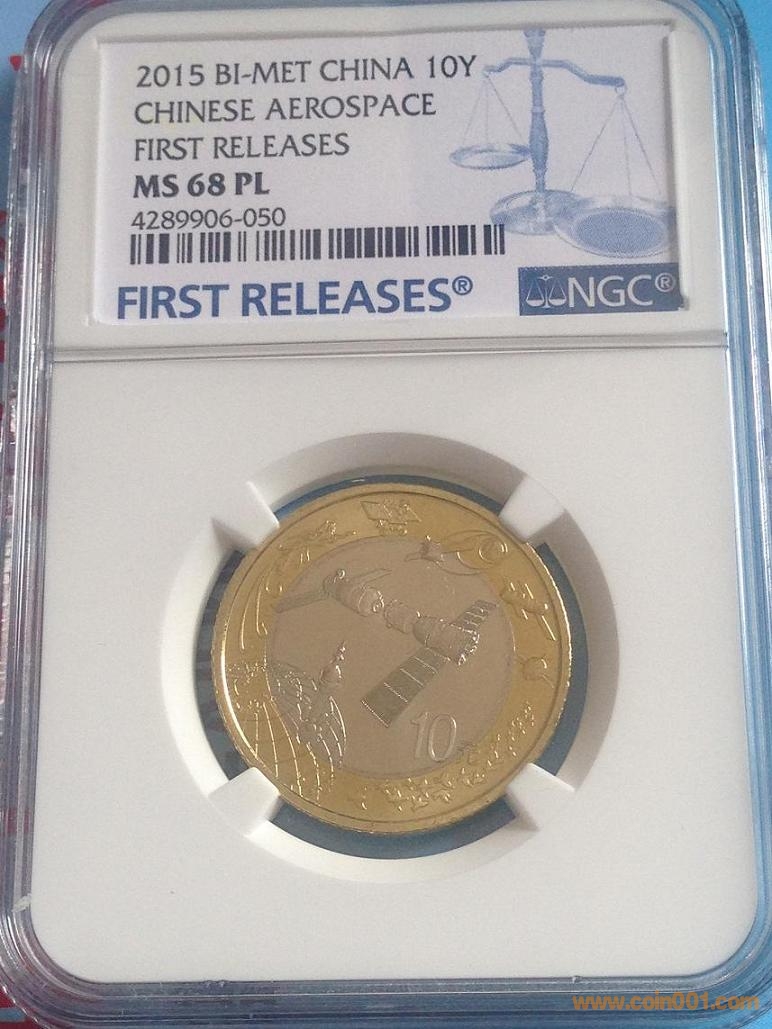 2015 BI-MET CHINA 10Y
CHINESE AEROSPACE
FIRST RELEASES
MS 68 PL
4289906-050
FIRST RELEASES®
NGC®
10
www.coin001.com